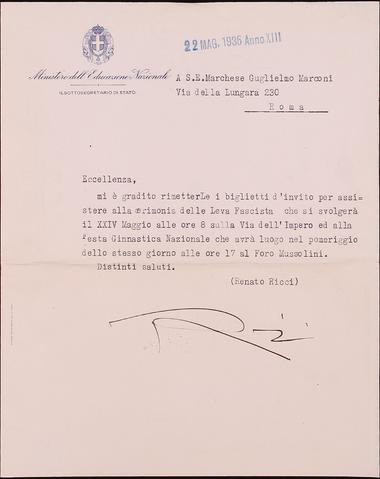 22 MAG. 1935 Anno XIII
Ministero dell'Educazione Nazionale
IL SOTTOSEGRETARIO DI STATO
A S.E.Marchese Guglielmo Marconi
Via della Lungara 230
Roma
Eccellenza,
mi è gradito rimetterLe i biglietti d'invito per assi=
stere alla cerimonia della Leva Fascista che si svolgerà
il XXIV Maggio alle ore 8 sulla Via dell'Impero ed alla
Festa Ginnastica Nazionale che avrà luogo nel pomeriggio
dello stesso giorno alle ore 17 al Foro Mussolini.
Distinti saluti.
(Renato Ricci)
Ricci